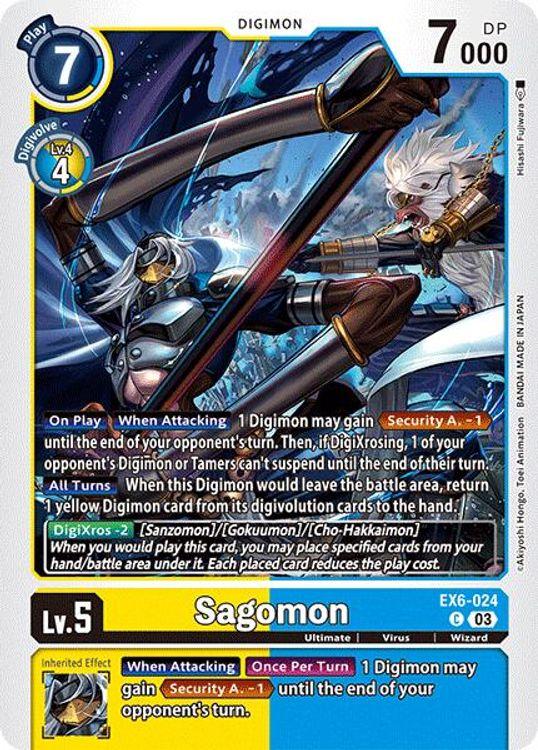 Play
7
DIGIMON
7000
DP
Digivolve
Lv.4
4
Hisashi Fujiwara
On Play When Attacking 1 Digimon may gain Security A. -1
until the end of your opponent's turn. Then, if DigiXrosing, 1 of your
opponent's Digimon or Tamers can't suspend until the end of their turn.
All Turns When this Digimon would leave the battle area, return
1 yellow Digimon card from its digivolution cards to the hand.
DigiXros -2 [Sanzomon]/[Gokuumon]/[Cho-Hakkaimon]
When you would play this card, you may place specified cards from your
hand/battle area under it. Each placed card reduces the play cost.
©Akiyoshi Hongo, Toei Animation BANDAI MADE IN JAPAN
Lv.5
Sagomon
EX6-024
C 03
Ultimate | Virus | Wizard
Inherited Effect
When Attacking Once Per Turn 1 Digimon may
gain Security A. -1 until the end of your
opponent's turn.